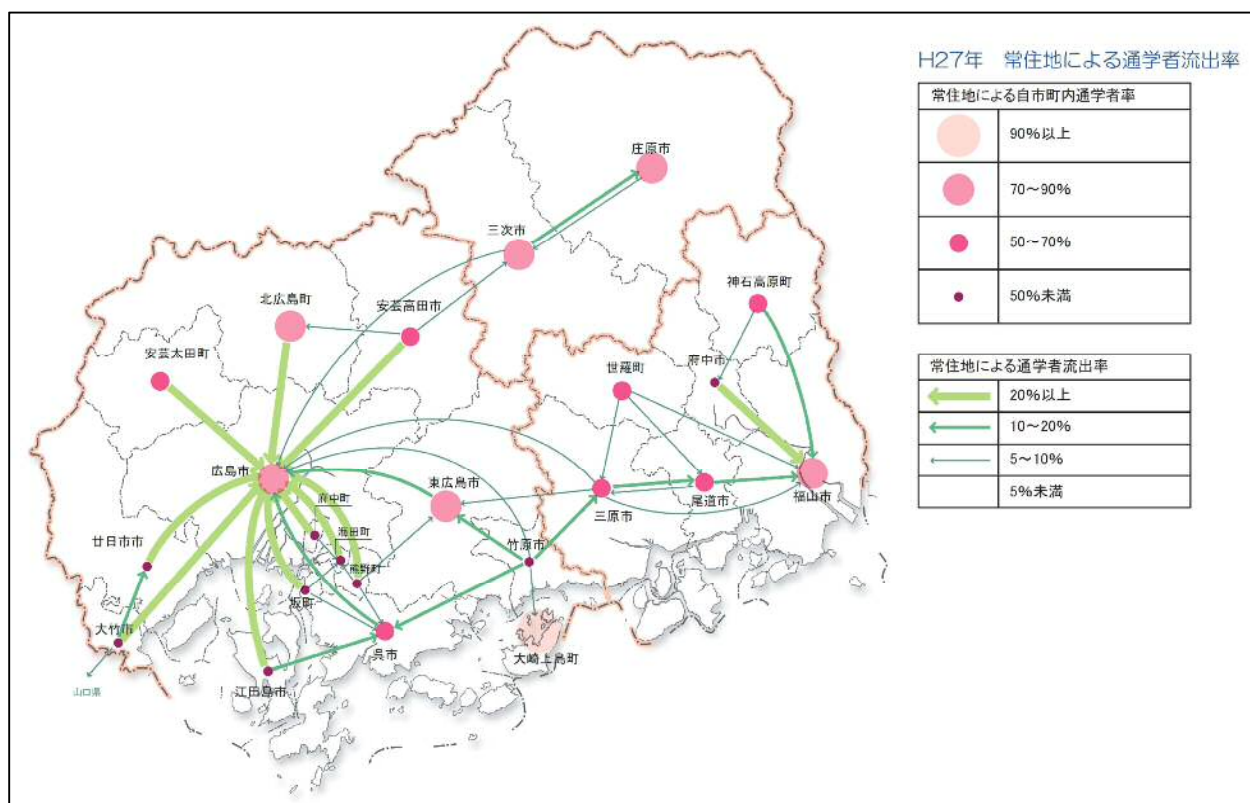 H27年 常住地による通学者流出率
常住地による自市町内通学者率
90%以上
70～90%
50～70%
50%未満
常住地による通学者流出率
20%以上
10～20%
5～10%
5%未満
庄原市
三次市
神石高原町
北広島町
安芸高田市
安芸太田町
世羅町
府中市
広島市
東広島市
三原市
尾道市
福山市
府中町
海田町
熊野町
竹原市
廿日市市
坂町
大竹市
呉市
大崎上島町
江田島市
山口県